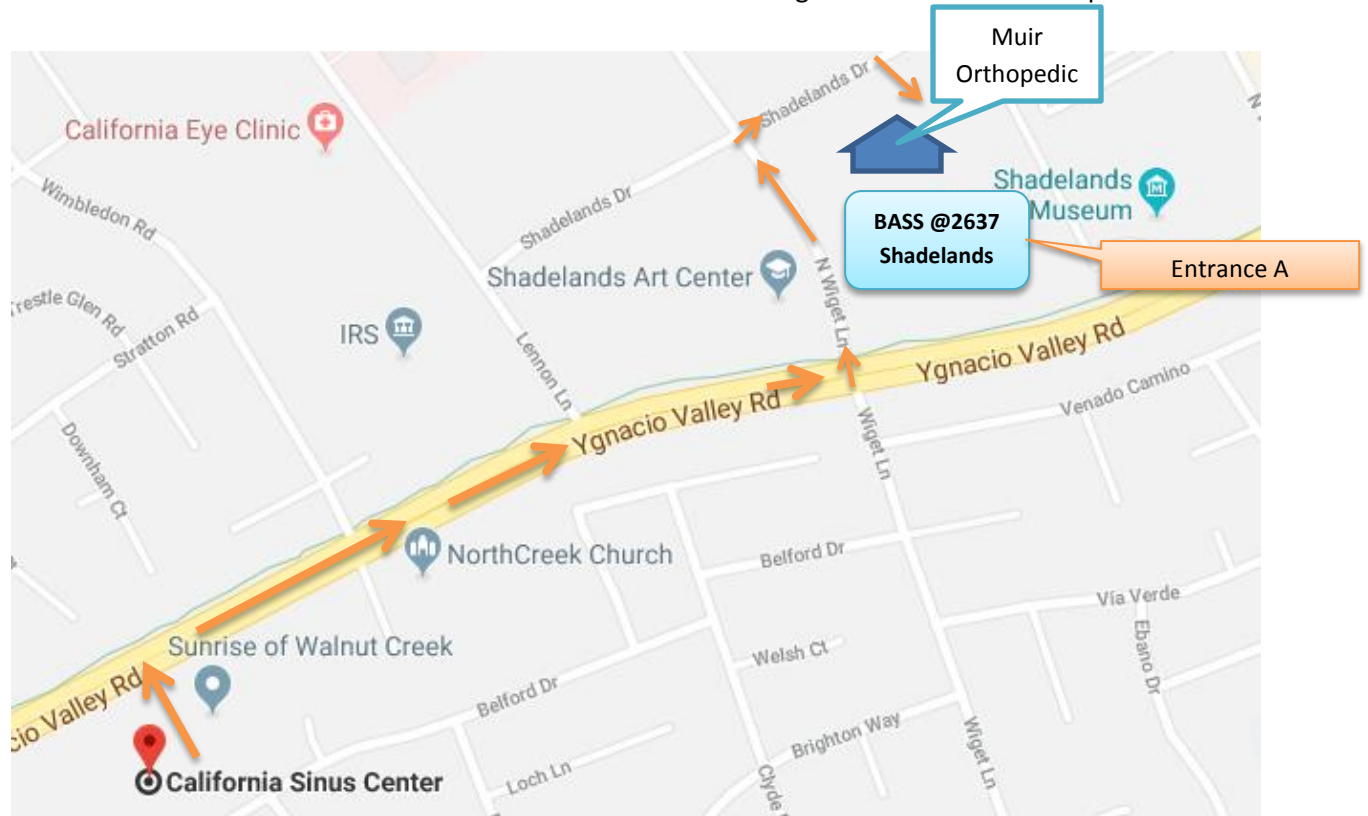 Muir
Orthopedic
Shadelands Dr
California Eye Clinic
Wimbledon Rd
Shadelands
Museum
BASS @2637
Shadelands
Entrance A
Shadelands Dr
Shadelands Art Center
N Wiget Ln
Trestle Glen Rd
Stratton Rd
IRS
Lennon Ln
Ygnacio Valley Rd
Ygnacio Valley Rd
Venado Camino
Wiget Ln
Downham Ct
NorthCreek Church
Belford Dr
Vía Verde
Sunrise of Walnut Creek
Welsh Ct
Ebano Dr
cio Valley Rd
Belford Dr
Brighton Way
Wiget Ln
California Sinus Center
Loch Ln
Clyde